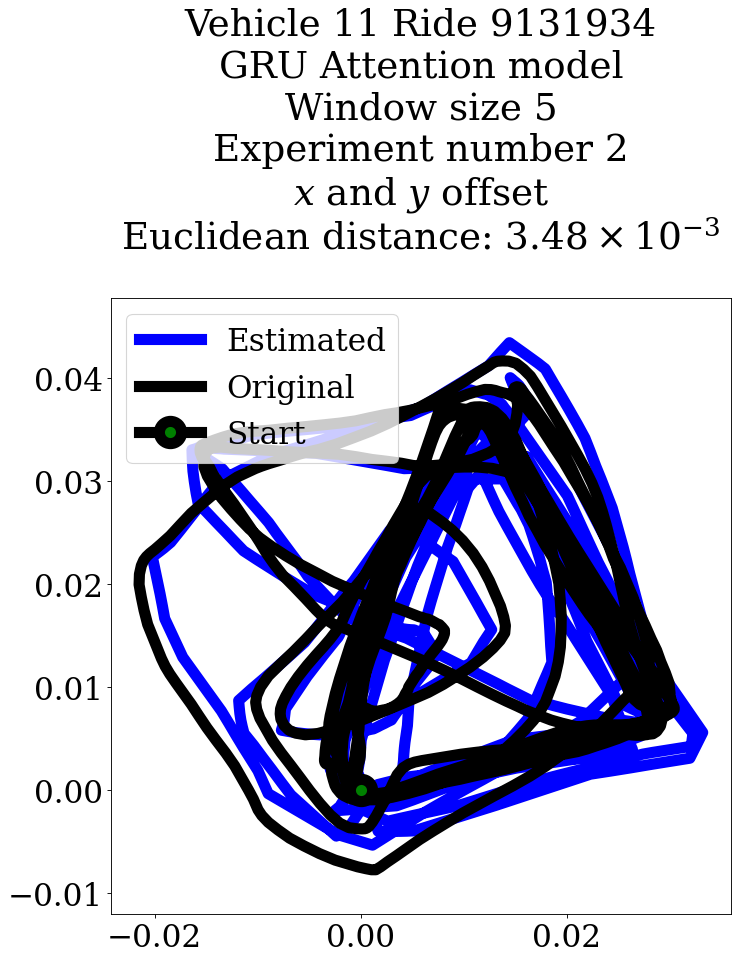 Vehicle 11 Ride 9131934
GRU Attention model
Window size 5
Experiment number 2
x and y offset
Euclidean distance: 3.48 × 10⁻³
Estimated
Original
Start
0.04
0.03
0.02
0.01
0.00
−0.01
−0.02 0.00 0.02